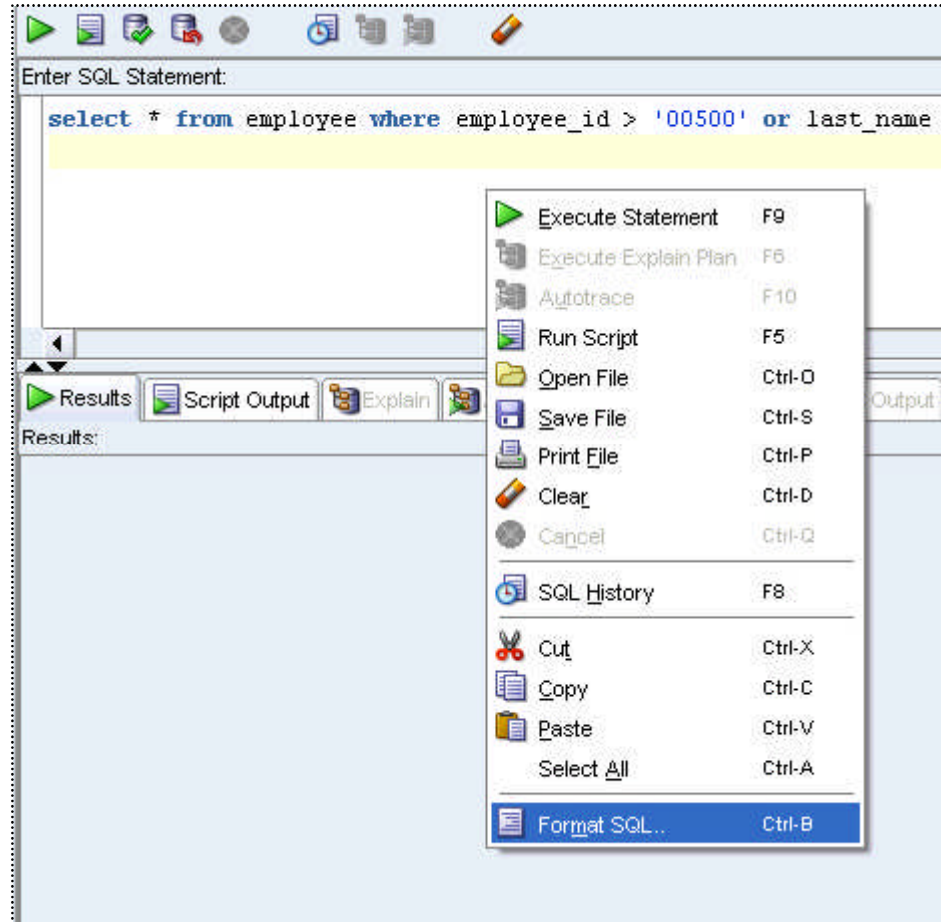 Enter SQL Statement:
select * from employee where employee_id > '00500' or last_name
Execute Statement F9
Execute Explain Plan F6
Autotrace F10
Run Script F5
Open File Ctrl-O
Save File Ctrl-S
Print File Ctrl-P
Clear Ctrl-D
Cancel Ctrl-Q
SQL History F8
Cut Ctrl-X
Copy Ctrl-C
Paste Ctrl-V
Select All Ctrl-A
Format SQL.. Ctrl-B
Results Script Output Explain Output
Results: